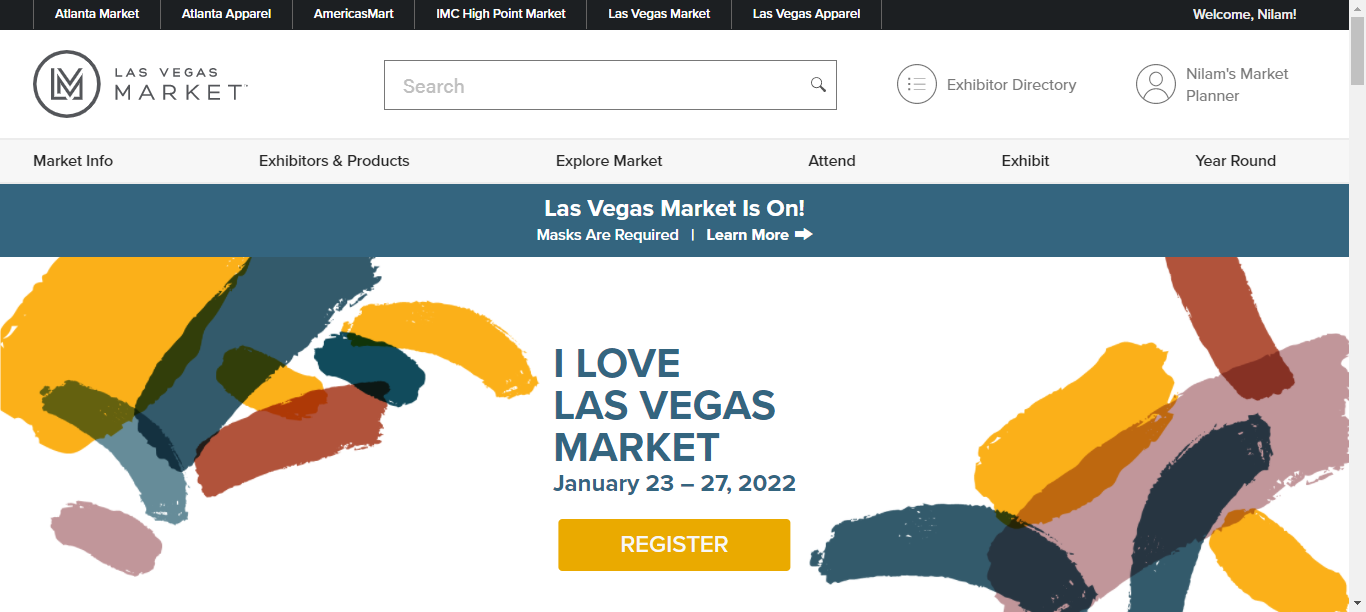 Atlanta Market
Atlanta Apparel
AmericasMart
IMC High Point Market
Las Vegas Market
Las Vegas Apparel
Welcome, Nilam!
LAS VEGAS
MARKET
Search
Exhibitor Directory
Nilam's Market
Planner
Market Info
Exhibitors & Products
Explore Market
Attend
Exhibit
Year Round
Las Vegas Market Is On!
Masks Are Required | Learn More
I LOVE
LAS VEGAS
MARKET
January 23 – 27, 2022
REGISTER